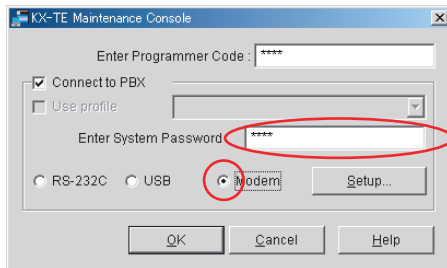 KX-TE Maintenance Console
Enter Programmer Code : ****
Connect to PBX
Use profile
Enter System Password ****
RS-232C USB Modem Setup...
OK Cancel Help